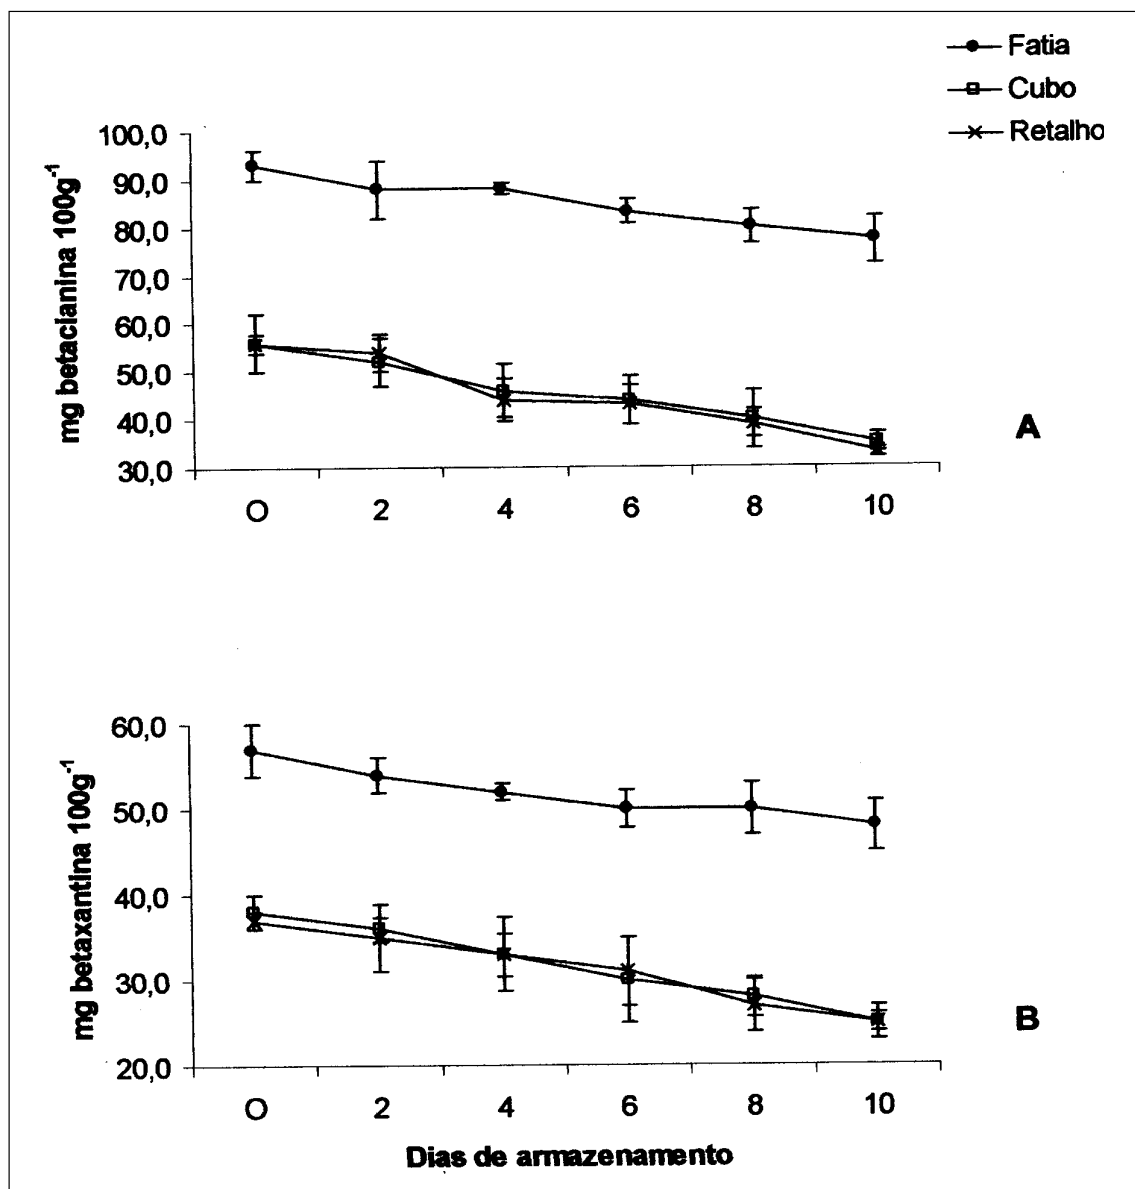 Fatia
Cubo
Retalho
mg betacianina 100g⁻¹
100,0
90,0
80,0
70,0
60,0
50,0
40,0
30,0
O 2 4 6 8 10
A
mg betaxantina 100g⁻¹
60,0
50,0
40,0
30,0
20,0
O 2 4 6 8 10
B
Dias de armazenamento